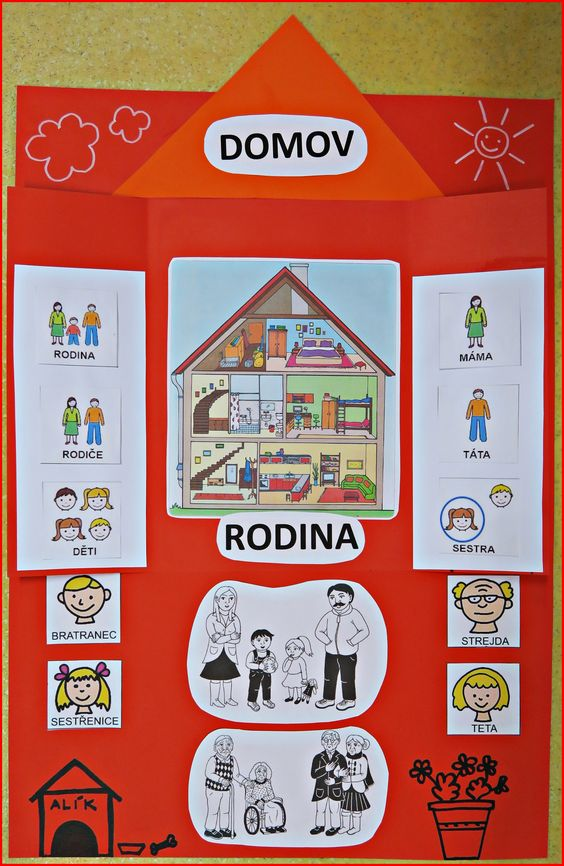 DOMOV
RODINA
RODIČE
DĚTI
MÁMA
TÁTA
SESTRA
RODINA
BRATRANEC
SESTŘENICE
STREJDA
TETA
ALÍK